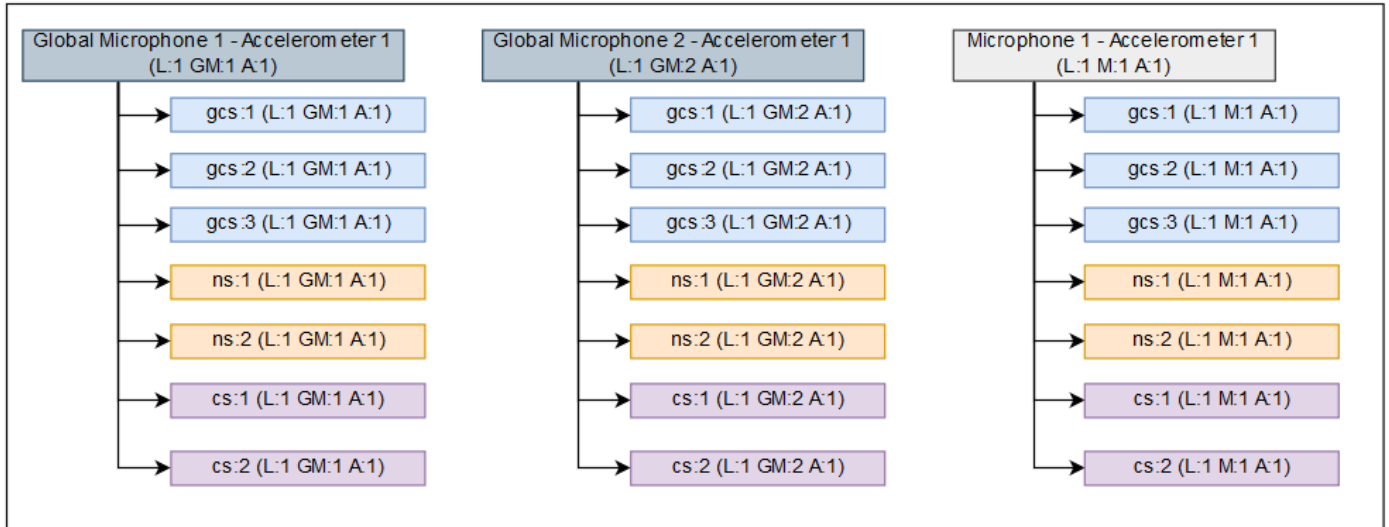 Global Microphone 1 - Accelerometer 1
(L:1 GM:1 A:1)
gcs:1 (L:1 GM:1 A:1)
gcs:2 (L:1 GM:1 A:1)
gcs:3 (L:1 GM:1 A:1)
ns:1 (L:1 GM:1 A:1)
ns:2 (L:1 GM:1 A:1)
cs:1 (L:1 GM:1 A:1)
cs:2 (L:1 GM:1 A:1)
Global Microphone 2 - Accelerometer 1
(L:1 GM:2 A:1)
gcs:1 (L:1 GM:2 A:1)
gcs:2 (L:1 GM:2 A:1)
gcs:3 (L:1 GM:2 A:1)
ns:1 (L:1 GM:2 A:1)
ns:2 (L:1 GM:2 A:1)
cs:1 (L:1 GM:2 A:1)
cs:2 (L:1 GM:2 A:1)
Microphone 1 - Accelerometer 1
(L:1 M:1 A:1)
gcs:1 (L:1 M:1 A:1)
gcs:2 (L:1 M:1 A:1)
gcs:3 (L:1 M:1 A:1)
ns:1 (L:1 M:1 A:1)
ns:2 (L:1 M:1 A:1)
cs:1 (L:1 M:1 A:1)
cs:2 (L:1 M:1 A:1)